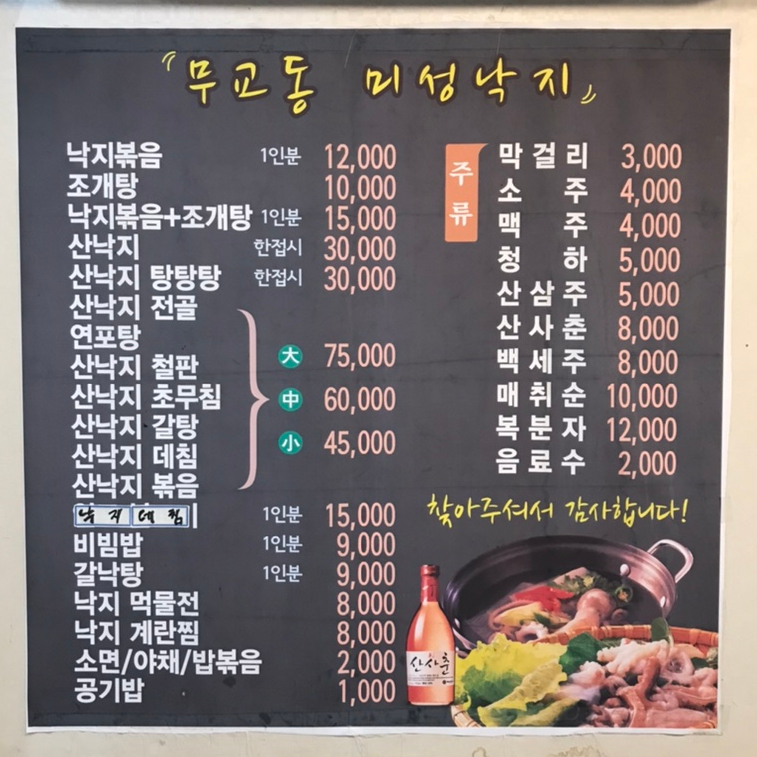 『무교동 미성낙지』
낙지볶음 1인분 12,000
조개탕 10,000
낙지볶음+조개탕 1인분 15,000
산낙지 한접시 30,000
산낙지 탕탕탕 한접시 30,000
산낙지 전골
연포탕
산낙지 철판
산낙지 초무침
산낙지 갈탕
산낙지 데침
산낙지 볶음
大 75,000
中 60,000
小 45,000
낙지데침 1인분 15,000
비빔밥 1인분 9,000
갈낙탕 1인분 9,000
낙지 먹물전 8,000
낙지 계란찜 8,000
소면/야채/밥볶음 2,000
공기밥 1,000
주류
막걸리 3,000
소주 4,000
맥주 4,000
청하 5,000
산삼주 5,000
산사춘 8,000
백세주 8,000
매취순 10,000
복분자 12,000
음료수 2,000
찾아주셔서 감사합니다!
산사춘